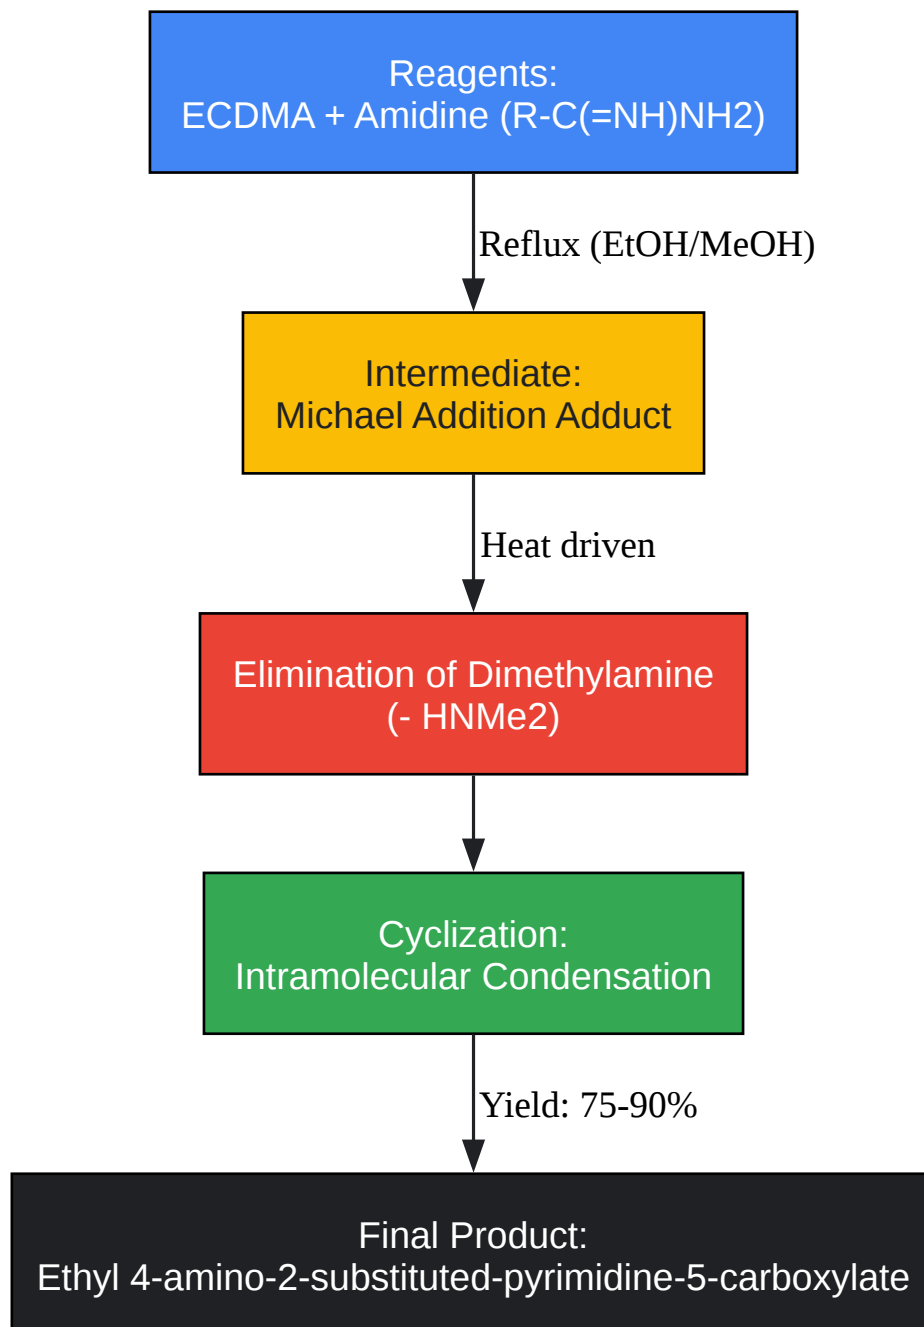 Reagents:
ECDMA + Amidine (R-C(=NH)NH2)
Reflux (EtOH/MeOH)
Intermediate:
Michael Addition Adduct
Heat driven
Elimination of Dimethylamine
(- HNMe2)
Cyclization:
Intramolecular Condensation
Yield: 75-90%
Final Product:
Ethyl 4-amino-2-substituted-pyrimidine-5-carboxylate